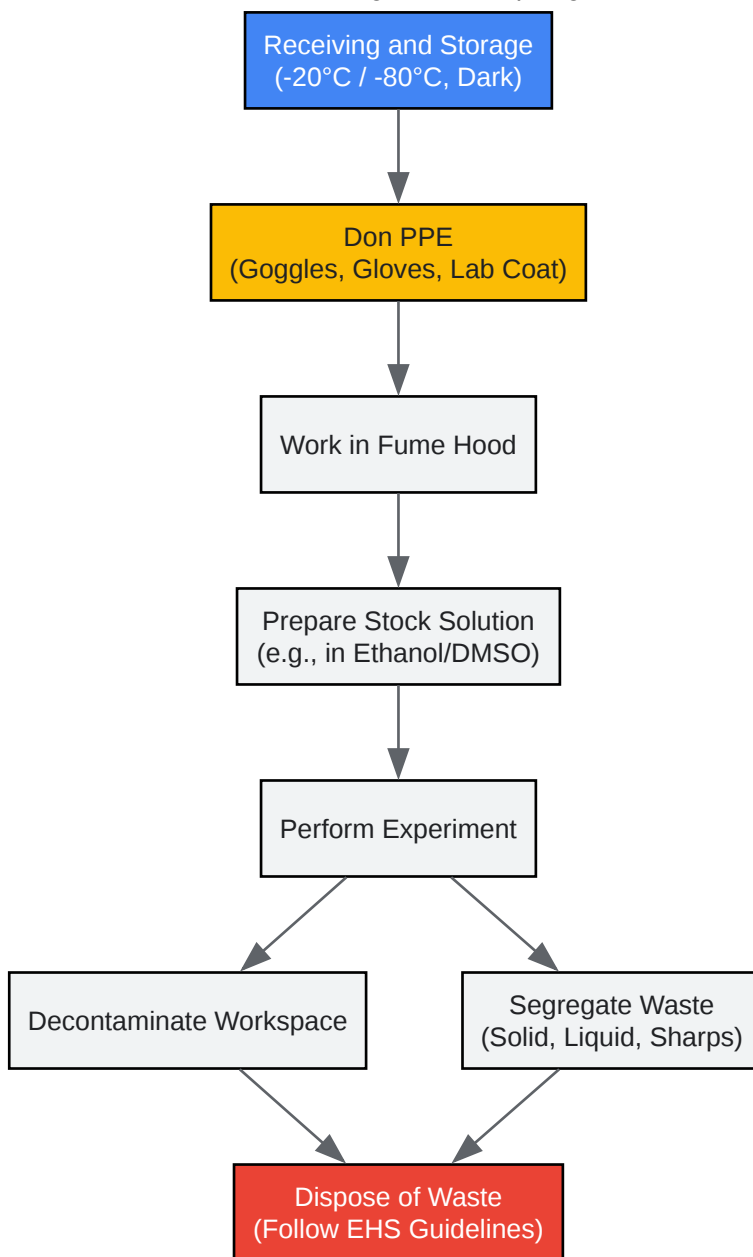 Receiving and Storage
(-20°C / -80°C, Dark)
Don PPE
(Goggles, Gloves, Lab Coat)
Work in Fume Hood
Prepare Stock Solution
(e.g., in Ethanol/DMSO)
Perform Experiment
Decontaminate Workspace
Segregate Waste
(Solid, Liquid, Sharps)
Dispose of Waste
(Follow EHS Guidelines)